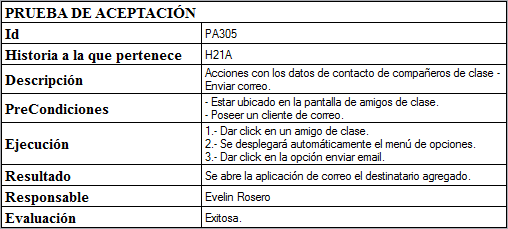 PRUEBA DE ACEPTACIÓN
Id PA305
Historia a la que pertenece H21A
Descripción Acciones con los datos de contacto de compañeros de clase -
Enviar correo.
PreCondiciones - Estar ubicado en la pantalla de amigos de clase.
- Poseer un cliente de correo.
Ejecución 1.- Dar click en un amigo de clase.
2.- Se desplegará automáticamente el menú de opciones.
3.- Dar click en la opción enviar email.
Resultado Se abre la aplicación de correo el destinatario agregado.
Responsable Evelin Rosero
Evaluación Exitosa.